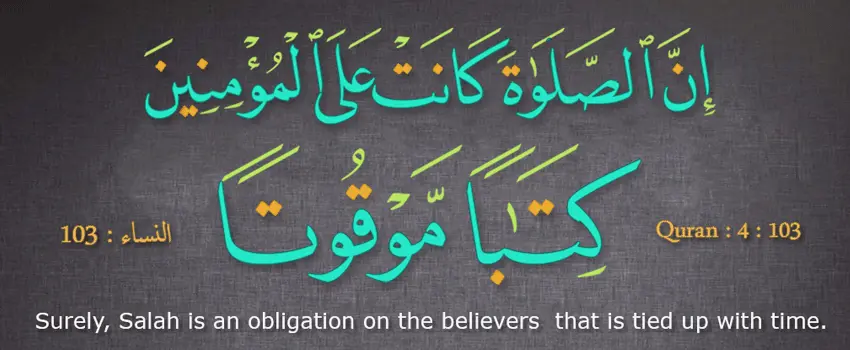 إِنَّ ٱلصَّلَوٰةَ كَانَتْ عَلَى ٱلْمُؤْمِنِينَ
كِتَٰبًا مَّوْقُوتًا
النساء : 103
Quran : 4 : 103
Surely, Salah is an obligation on the believers that is tied up with time.